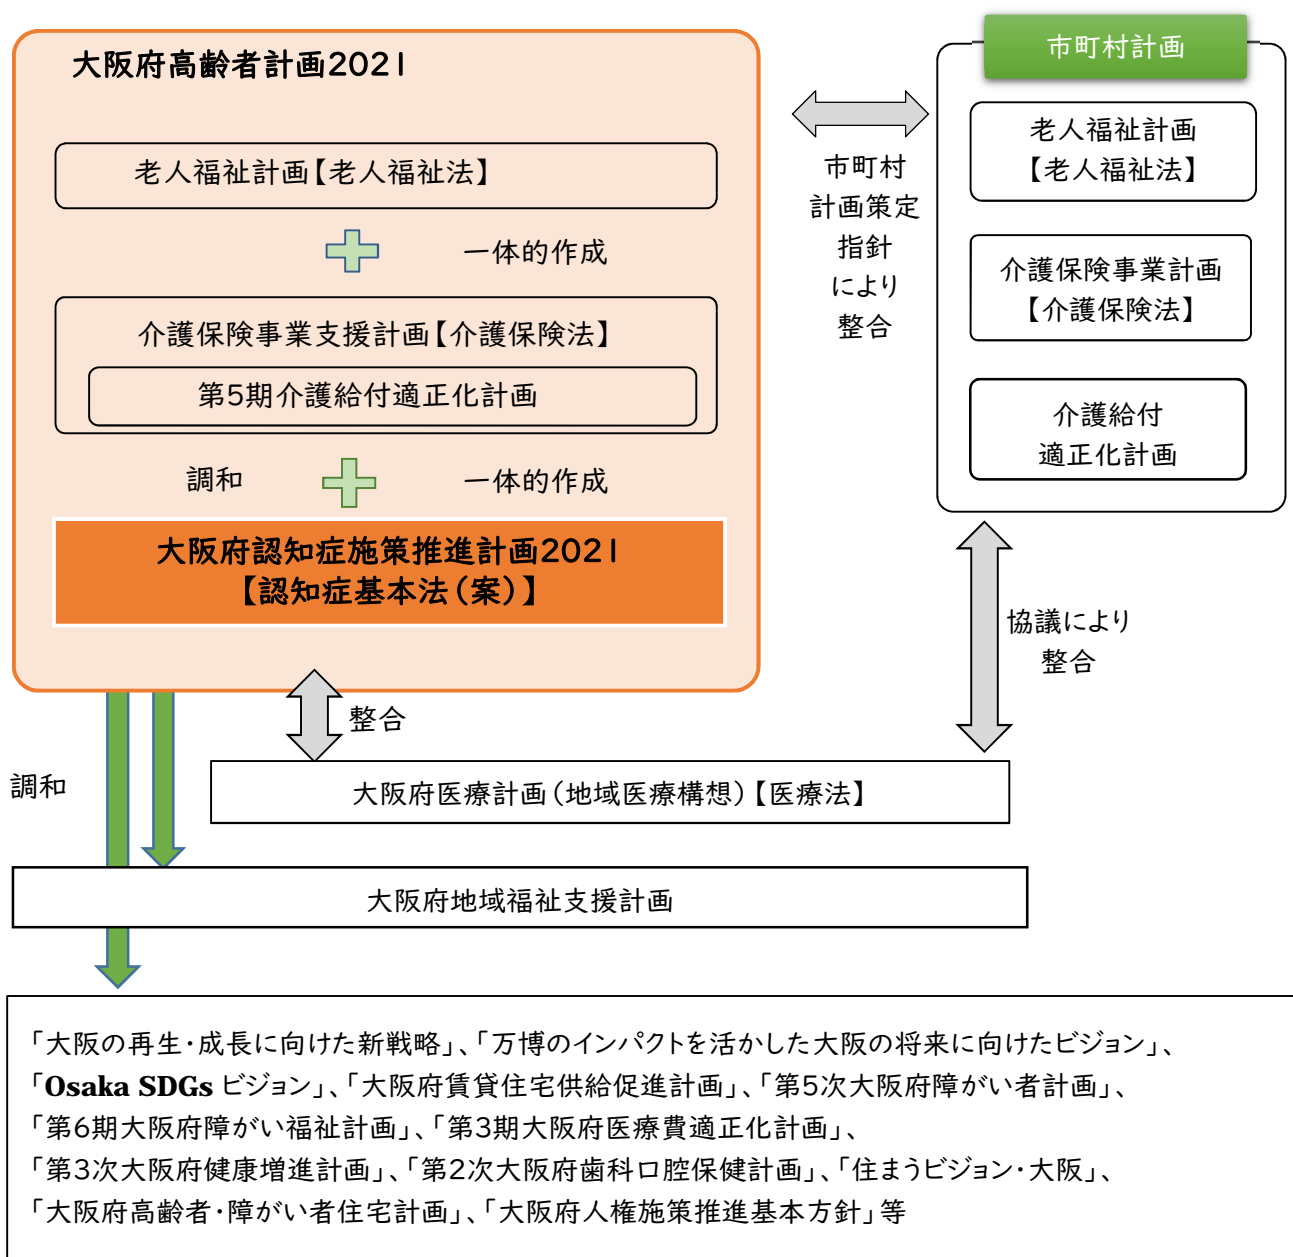 大阪府高齢者計画2021
老人福祉計画【老人福祉法】
一体的作成
介護保険事業支援計画【介護保険法】
第5期介護給付適正化計画
調和
一体的作成
大阪府認知症施策推進計画2021
【認知症基本法(案)】
市町村
計画策定
指針
により
整合
市町村計画
老人福祉計画
【老人福祉法】
介護保険事業計画
【介護保険法】
介護給付
適正化計画
協議により
整合
整合
調和
大阪府医療計画(地域医療構想)【医療法】
大阪府地域福祉支援計画
「大阪の再生・成長に向けた新戦略」、「万博のインパクトを活かした大阪の将来に向けたビジョン」、
「Osaka SDGs ビジョン」、「大阪府賃貸住宅供給促進計画」、「第5次大阪府障がい者計画」、
「第6期大阪府障がい福祉計画」、「第3期大阪府医療費適正化計画」、
「第3次大阪府健康増進計画」、「第2次大阪府歯科口腔保健計画」、「住まうビジョン・大阪」、
「大阪府高齢者・障がい者住宅計画」、「大阪府人権施策推進基本方針」等